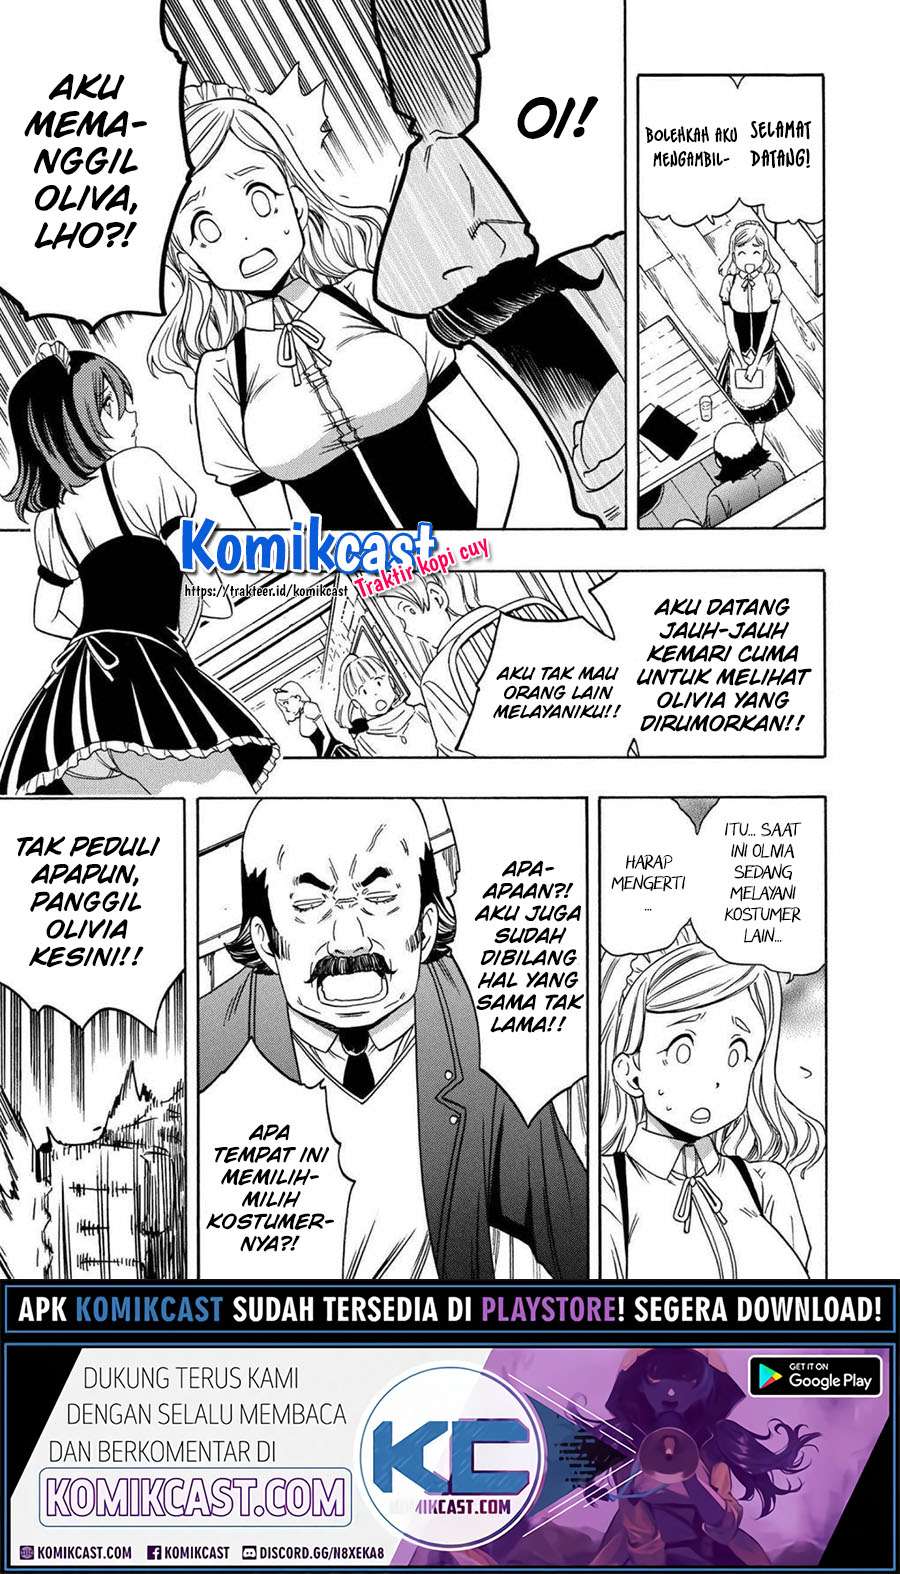 SELAMAT
DATANG!
BOLEHKAH AKU
MENGAMBIL-
OI!
AKU
MEMA-
NGGIL
OLIVA,
LHO?!
Komikcast
https://trakteer.id/komikcast
Traktir kopi cuy
AKU DATANG
JAUH-JAUH
KEMARI CUMA
UNTUK MELIHAT
OLIVIA YANG
DIRUMORKAN!!
AKU TAK MAU
ORANG LAIN
MELAYANIKU!!
ITU... SAAT
INI OLNIA
SEDANG
MELAYANI
KOSTUMER
LAIN...
HARAP
MENGERTI
...
APA-
APAAN?!
AKU JUGA
SUDAH
DIBILANG
HAL YANG
SAMA TAK
LAMA!!
APA
TEMPAT INI
MEMILIH-
MILIH
KOSTUMER-
NYA?!
TAK PEDULI
APAPUN,
PANGGIL
OLIVIA
KESINI!!
APK KOMIKCAST SUDAH TERSEDIA DI PLAYSTORE! SEGERA DOWNLOAD!
DUKUNG TERUS KAMI
DENGAN SELALU MEMBACA
DAN BERKOMENTAR DI
KOMIKCAST.COM
KOMIKCAST.COM KOMIKCAST DISCORD.GG/N8XEKA8
KC
KOMIKCAST.COM
GET IT ON
Google Play